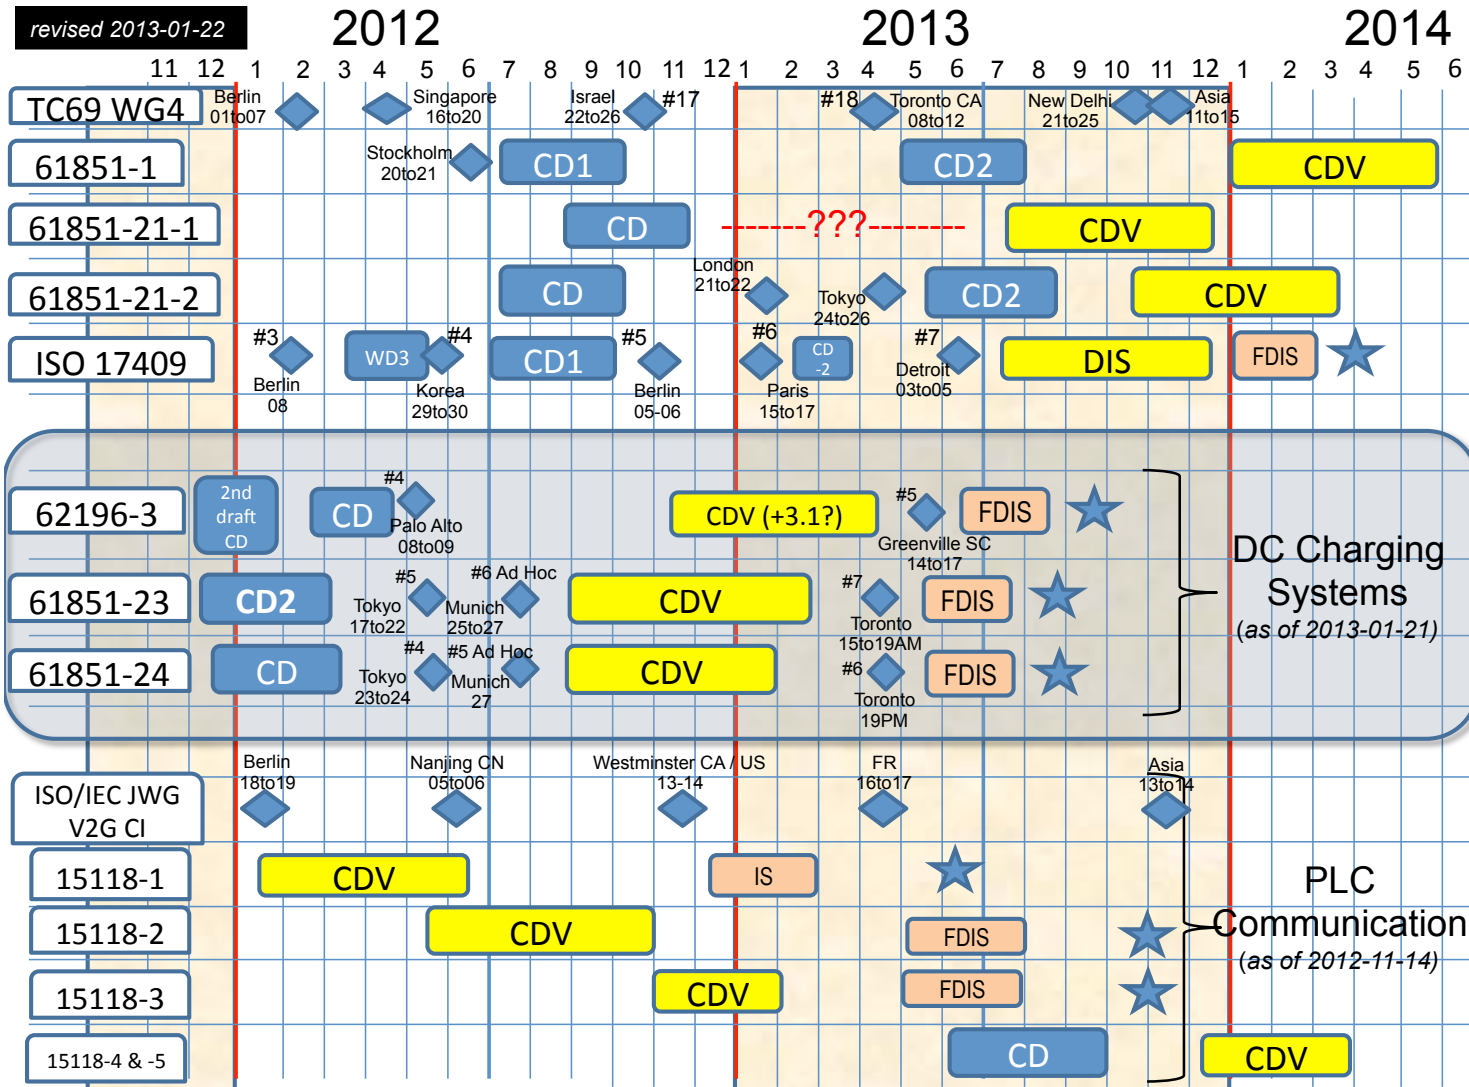 revised 2013-01-22
2012
2013
2014
11 12 1 2 3 4 5 6 7 8 9 10 11 12 1 2 3 4 5 6 7 8 9 10 11 12 1 2 3 4 5 6
TC69 WG4
Berlin
01to07
Singapore
16to20
Israel
22to26
#17
#18
Toronto CA
08to12
New Delhi
21to25
Asia
11to15
61851-1
Stockholm
20to21
CD1
CD2
CDV
61851-21-1
CD
-------???--------
CDV
61851-21-2
CD
London
21to22
Tokyo
24to26
CD2
CDV
ISO 17409
#3
Berlin
08
WD3
#4
Korea
29to30
CD1
#5
Berlin
05-06
#6
Paris
15to17
CD
-2
#7
Detroit
03to05
DIS
FDIS
62196-3
2nd
draft
CD
CD
#4
Palo Alto
08to09
CDV (+3.1?)
#5
Greenville SC
14to17
FDIS
61851-23
CD2
#5
Tokyo
17to22
#6 Ad Hoc
Munich
25to27
CDV
#7
Toronto
15to19AM
FDIS
61851-24
CD
#4
Tokyo
23to24
#5 Ad Hoc
Munich
27
CDV
#6
Toronto
19PM
FDIS
DC Charging
Systems
(as of 2013-01-21)
ISO/IEC JWG
V2G CI
Berlin
18to19
Nanjing CN
05to06
Westminster CA / US
13-14
FR
16to17
Asia
13to14
15118-1
CDV
IS
15118-2
CDV
FDIS
15118-3
CDV
FDIS
15118-4 & -5
CD
CDV
PLC
Communication
(as of 2012-11-14)